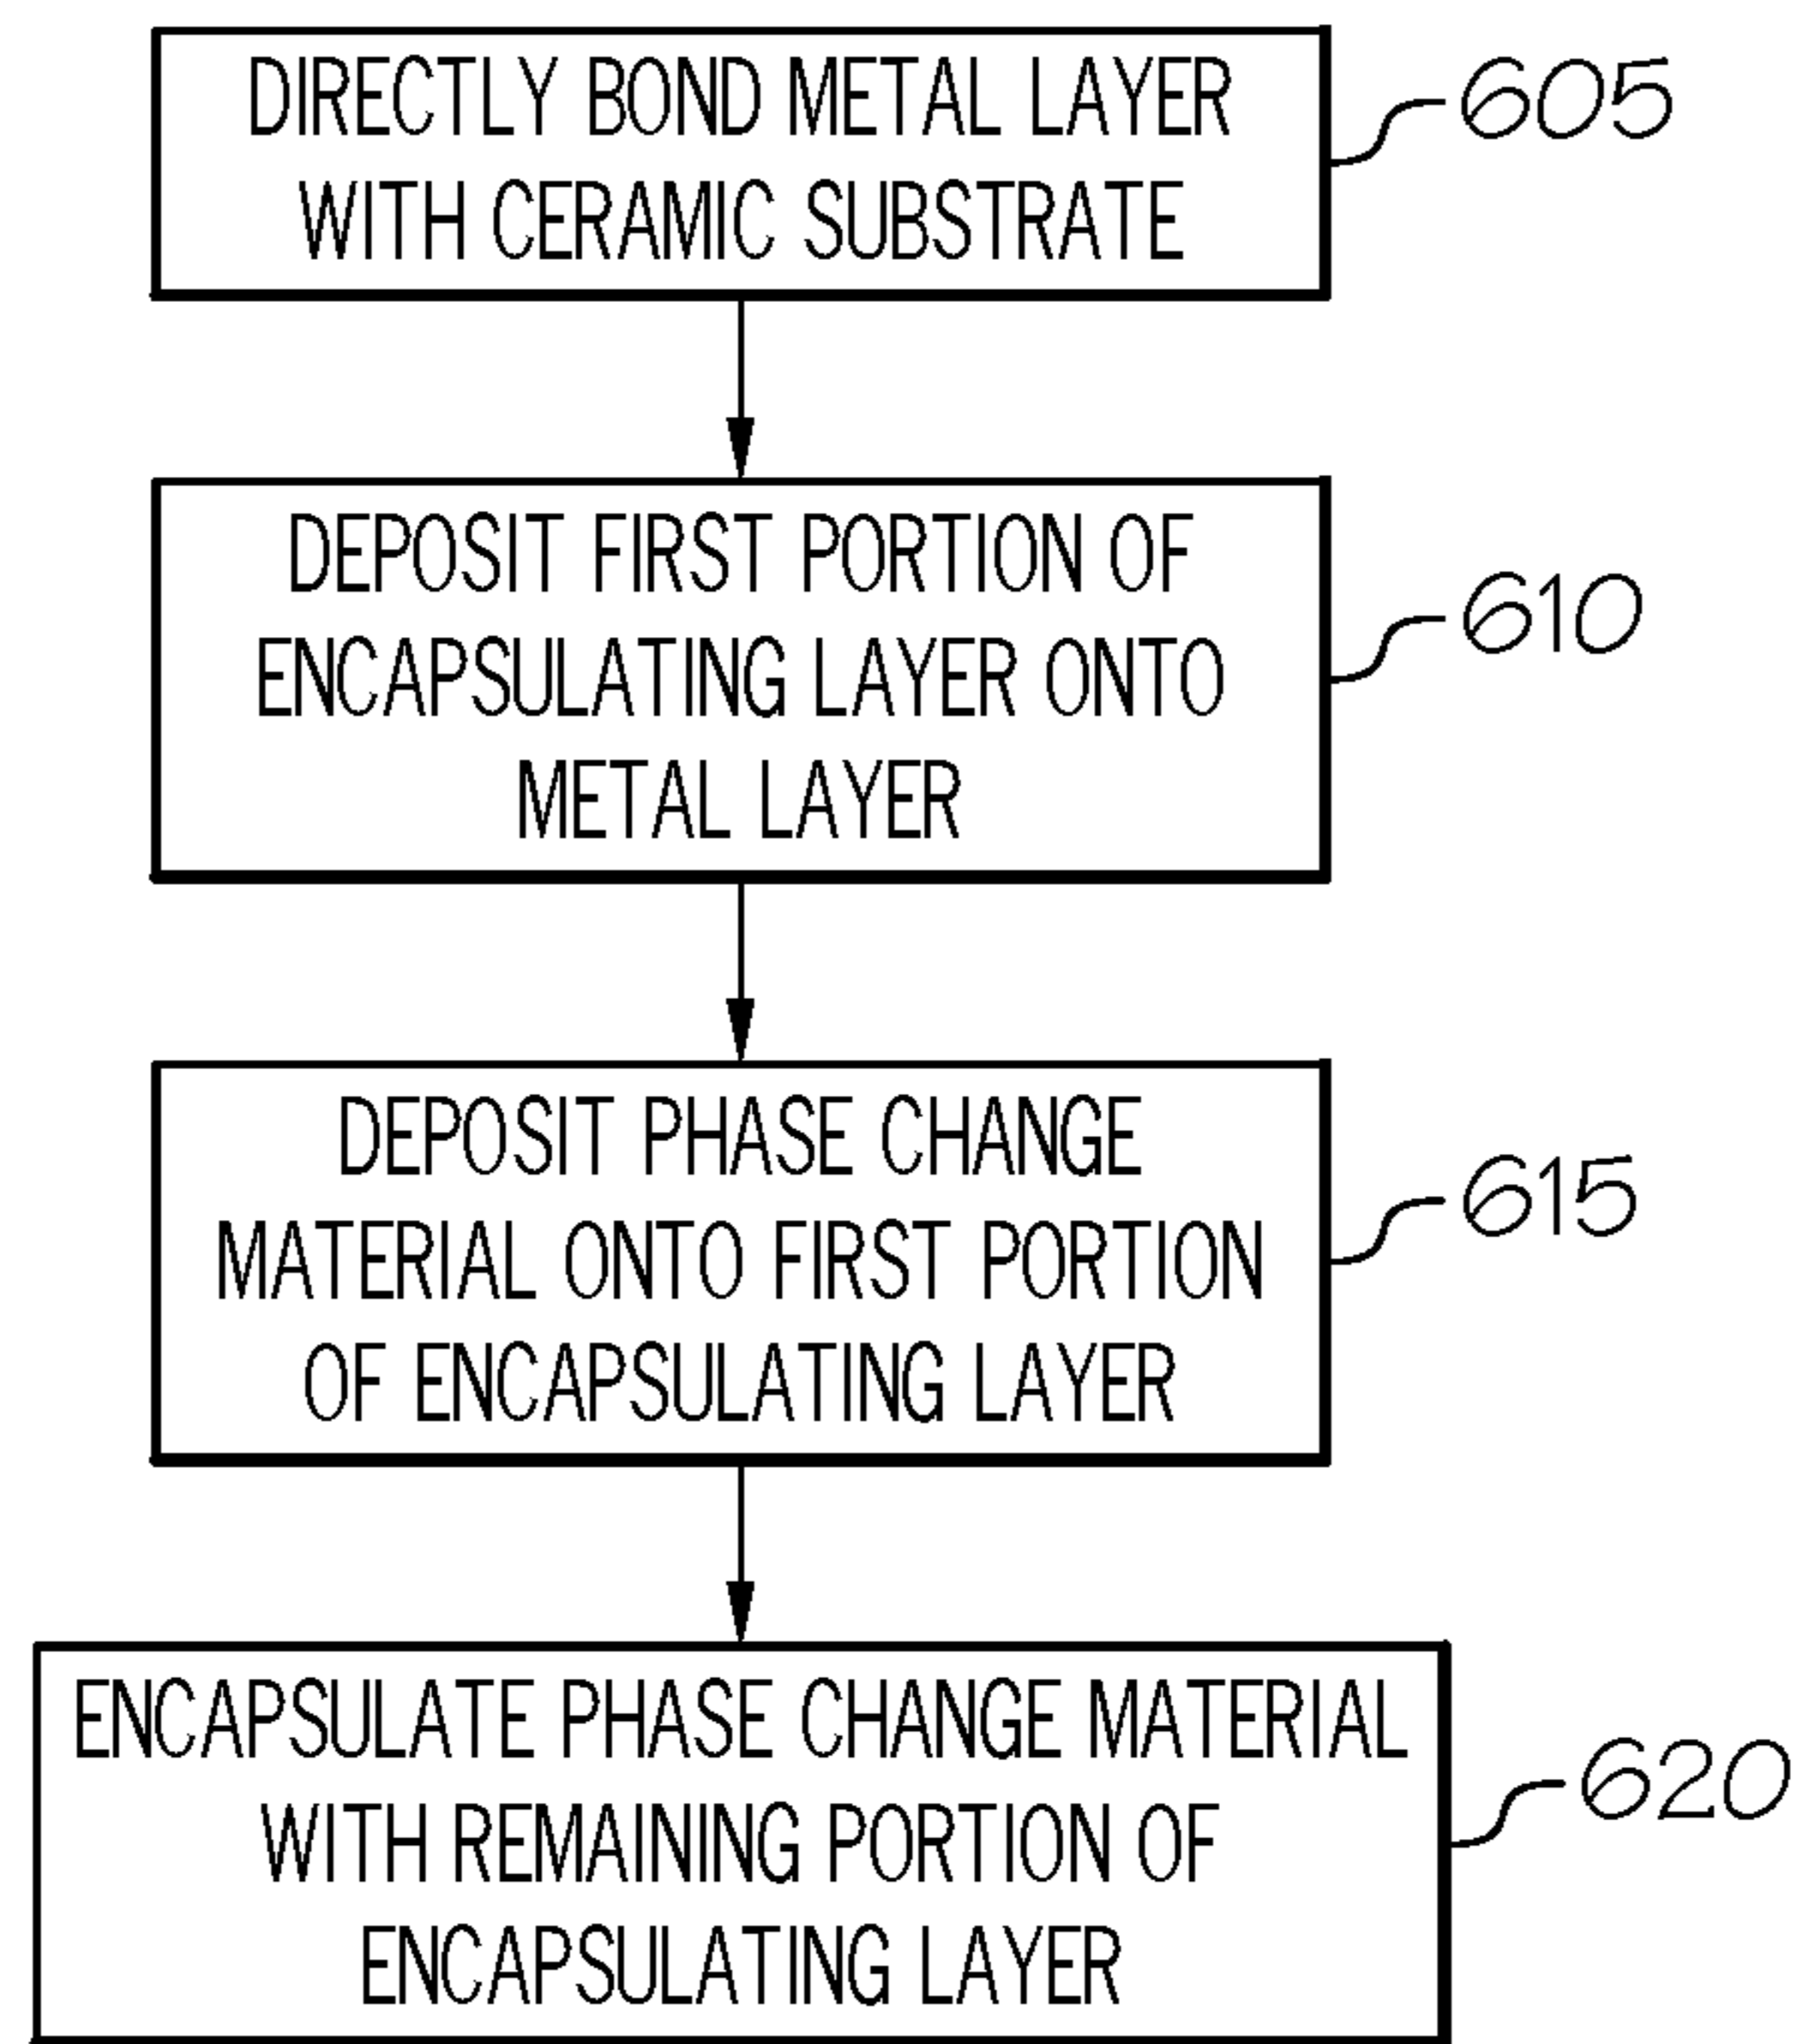 DIRECTLY BOND METAL LAYER
WITH CERAMIC SUBSTRATE
605
DEPOSIT FIRST PORTION OF
ENCAPSULATING LAYER ONTO
METAL LAYER
610
DEPOSIT PHASE CHANGE
MATERIAL ONTO FIRST PORTION
OF ENCAPSULATING LAYER
615
ENCAPSULATE PHASE CHANGE MATERIAL
WITH REMAINING PORTION OF
ENCAPSULATING LAYER
620